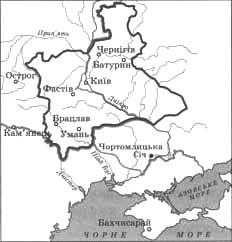 Прип'ять
Чернігів
Батурин
Острог
Київ
Фастів
Дніпро
Брацлав
Умань
Кам'янець
Чортомлицька
Січ
Півд. Буг
Дністер
АЗОВСЬКЕ
МОРЕ
Бахчисарай
ЧОРНЕ МОРЕ